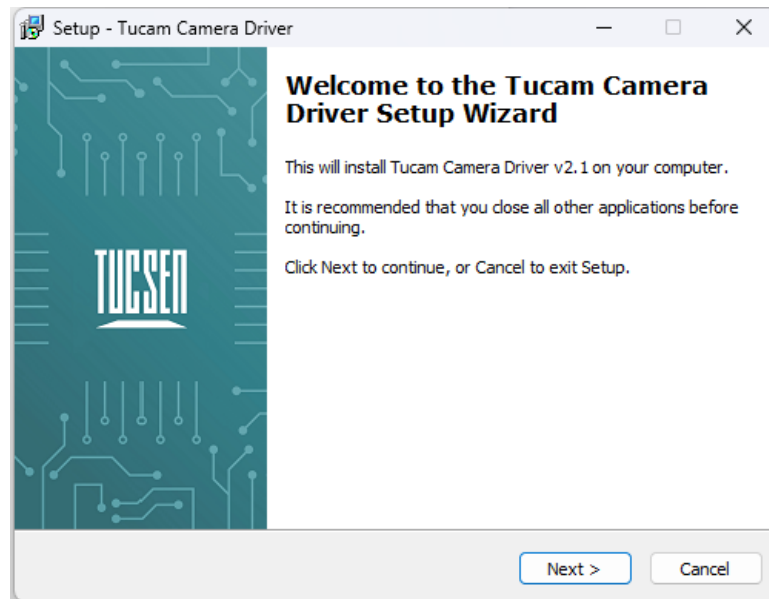 Setup - Tucam Camera Driver
Welcome to the Tucam Camera
Driver Setup Wizard
This will install Tucam Camera Driver v2.1 on your computer.
It is recommended that you close all other applications before
continuing.
Click Next to continue, or Cancel to exit Setup.
TUCSEN
Next >
Cancel